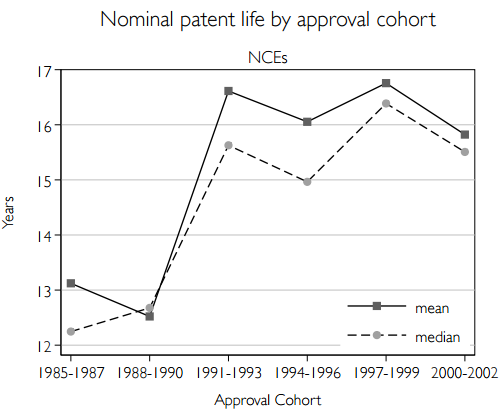 Nominal patent life by approval cohort
NCEs
17
16
15
14
13
12
Years
mean
median
1985-1987 1988-1990 1991-1993 1994-1996 1997-1999 2000-2002
Approval Cohort